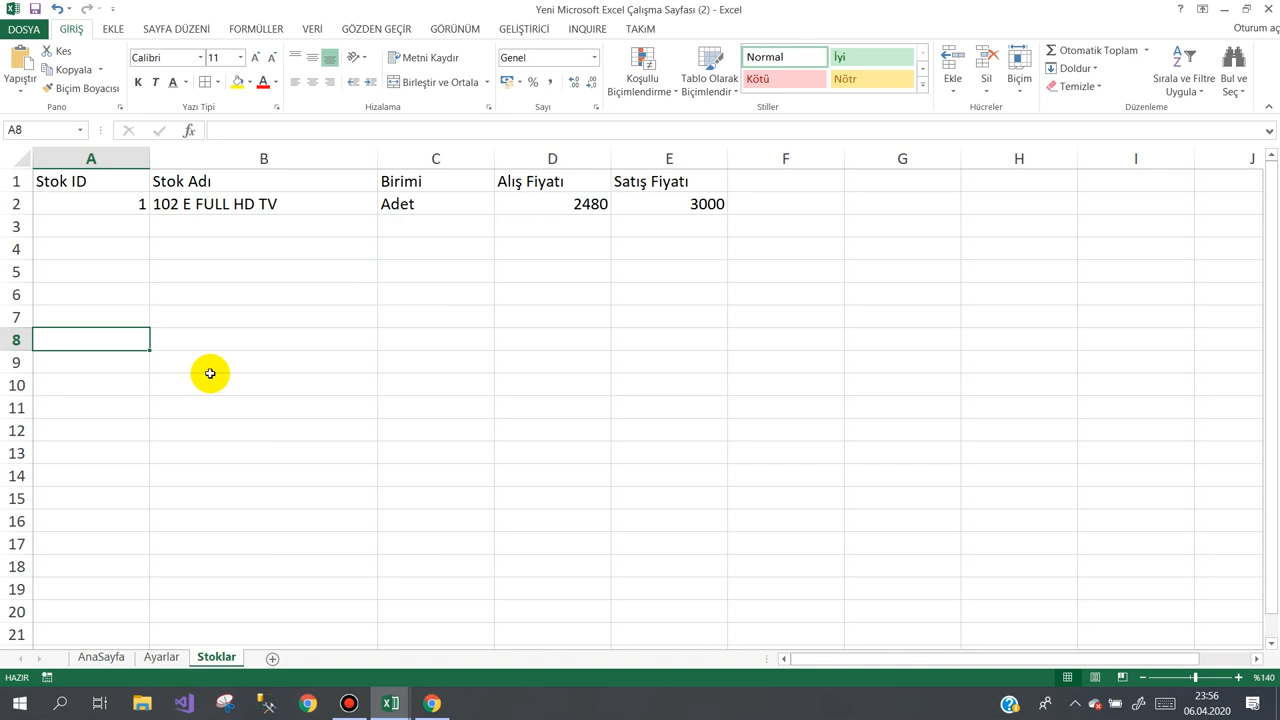 Yeni Microsoft Excel Çalışma Sayfası (2) - Excel
DOSYA GİRİŞ EKLE SAYFA DÜZENİ FORMÜLLER VERİ GÖZDEN GEÇİR GÖRÜNÜM GELİŞTİRİCİ INQUIRE TAKIM Oturum aç
Yapıştır
Kes
Kopyala
Biçim Boyacısı
Pano
Calibri 11
K T A A
Yazı Tipi
Metni Kaydır
Birleştir ve Ortala
Hizalama
Genel
%
Sayı
Koşullu Biçimlendirme
Tablo Olarak Biçimlendir
Normal İyi
Kötü Nötr
Stiller
Ekle Sil Biçim
Hücreler
Otomatik Toplam
Doldur
Temizle
Sırala ve Filtre Uygula
Bul ve Seç
Düzenleme
A8 fx
A B C D E F G H I J
1 Stok ID Stok Adı Birimi Alış Fiyatı Satış Fiyatı
2 1 102 E FULL HD TV Adet 2480 3000
3
4
5
6
7
8
9
10
11
12
13
14
15
16
17
18
19
20
21
AnaSayfa Ayarlar Stoklar
HAZIR %140
23:56
06.04.2020